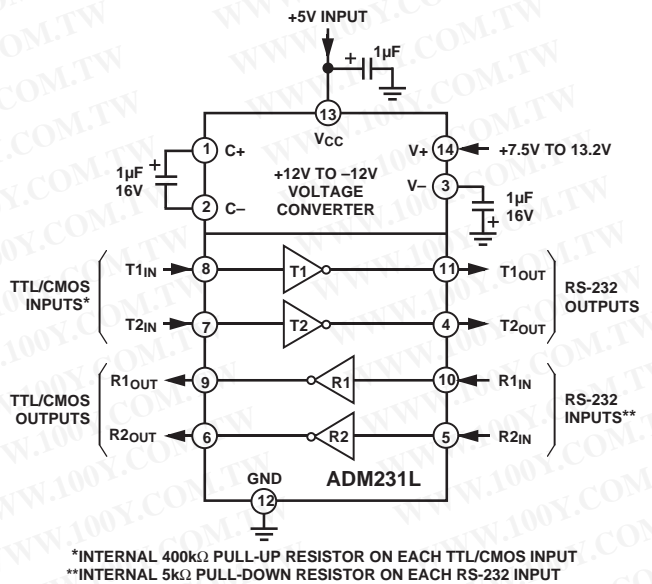 +5V INPUT
1µF
+
13
VCC
1
C+
V+
14
+7.5V TO 13.2V
1µF
16V
+
+12V TO –12V
VOLTAGE
CONVERTER
2
C–
V–
3
1µF
16V
+
TTL/CMOS
INPUTS*
T1IN
8
T1
11
T1OUT
RS-232
OUTPUTS
T2IN
7
T2
4
T2OUT
TTL/CMOS
OUTPUTS
R1OUT
9
R1
10
R1IN
RS-232
INPUTS**
R2OUT
6
R2
5
R2IN
GND
12
ADM231L
*INTERNAL 400kΩ PULL-UP RESISTOR ON EACH TTL/CMOS INPUT
**INTERNAL 5kΩ PULL-DOWN RESISTOR ON EACH RS-232 INPUT
WWW.100Y.COM.TW